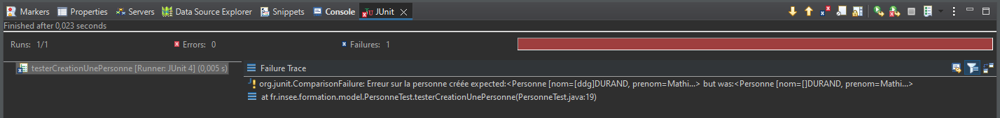 Markers Properties Servers Data Source Explorer Snippets Console JUnit
Finished after 0,023 seconds
Runs: 1/1 Errors: 0 Failures: 1
testerCreationUnePersonne [Runner: JUnit 4] (0,005 s)
Failure Trace
org.junit.ComparisonFailure: Erreur sur la personne créée expected:<Personne [nom=[ddg]DURAND, prenom=Mathi...> but was:<Personne [nom=[]DURAND, prenom=Mathi...>
at fr.insee.formation.model.PersonneTest.testerCreationUnePersonne(PersonneTest.java:19)